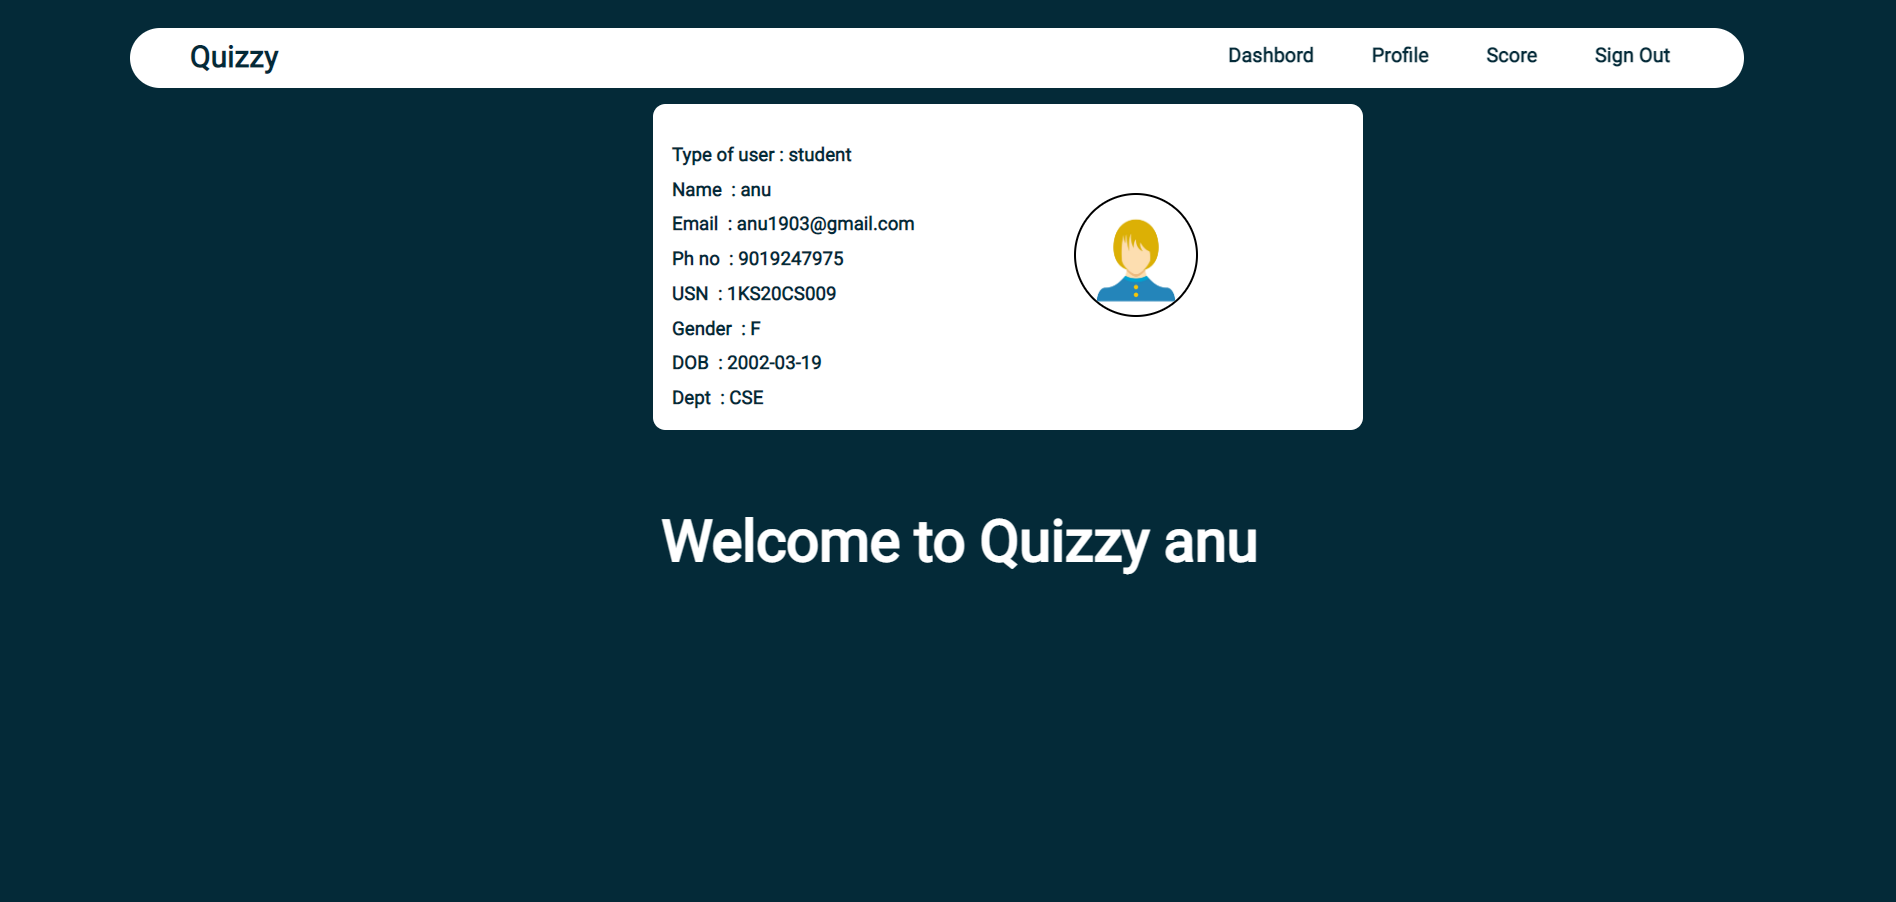 Quizzy Dashbord Profile Score Sign Out
Type of user : student
Name : anu
Email : anu1903@gmail.com
Ph no : 9019247975
USN : 1KS20CS009
Gender : F
DOB : 2002-03-19
Dept : CSE
Welcome to Quizzy anu